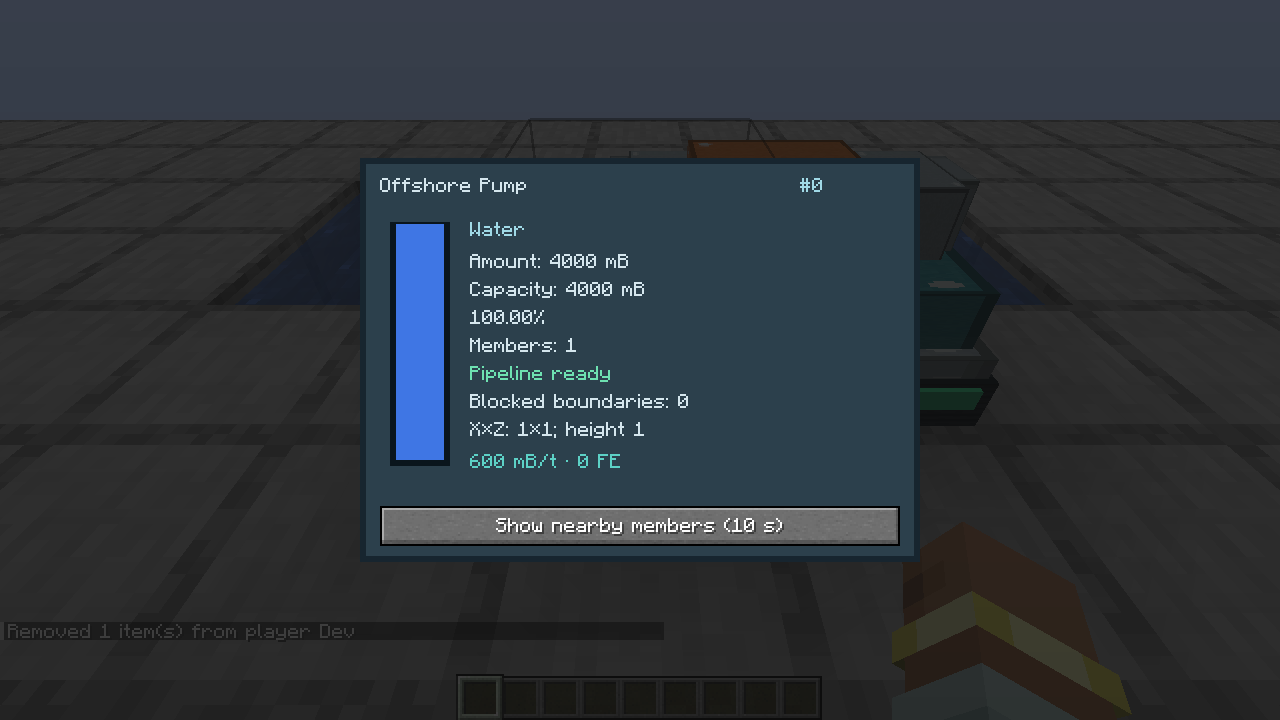 Offshore Pump #0
Water
Amount: 4000 mB
Capacity: 4000 mB
100.00%
Members: 1
Pipeline ready
Blocked boundaries: 0
X×Z: 1×1; height 1
600 mB/t · 0 FE
Show nearby members (10 s)
Removed 1 item(s) from player Dev